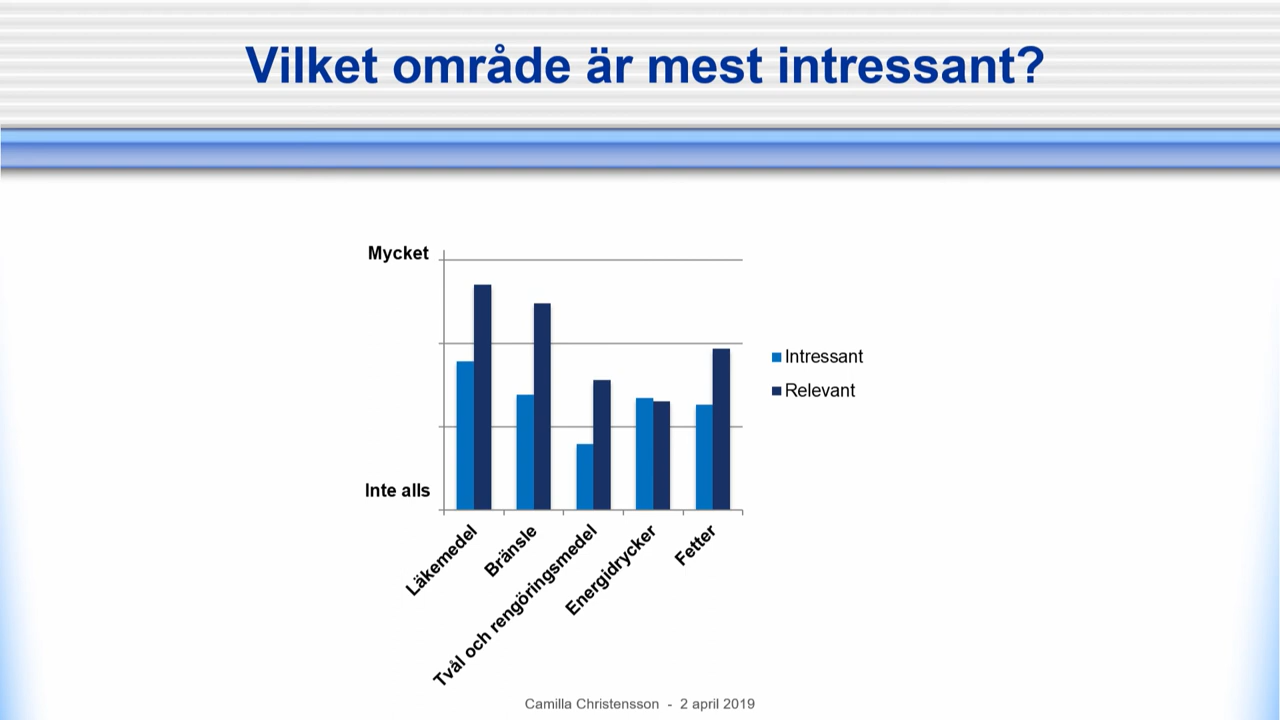 Vilket område är mest intressant?
Mycket
Inte alls
Intressant
Relevant
Läkemedel
Bränsle
Tvål och rengöringsmedel
Energidrycker
Fetter
Camilla Christensson - 2 april 2019